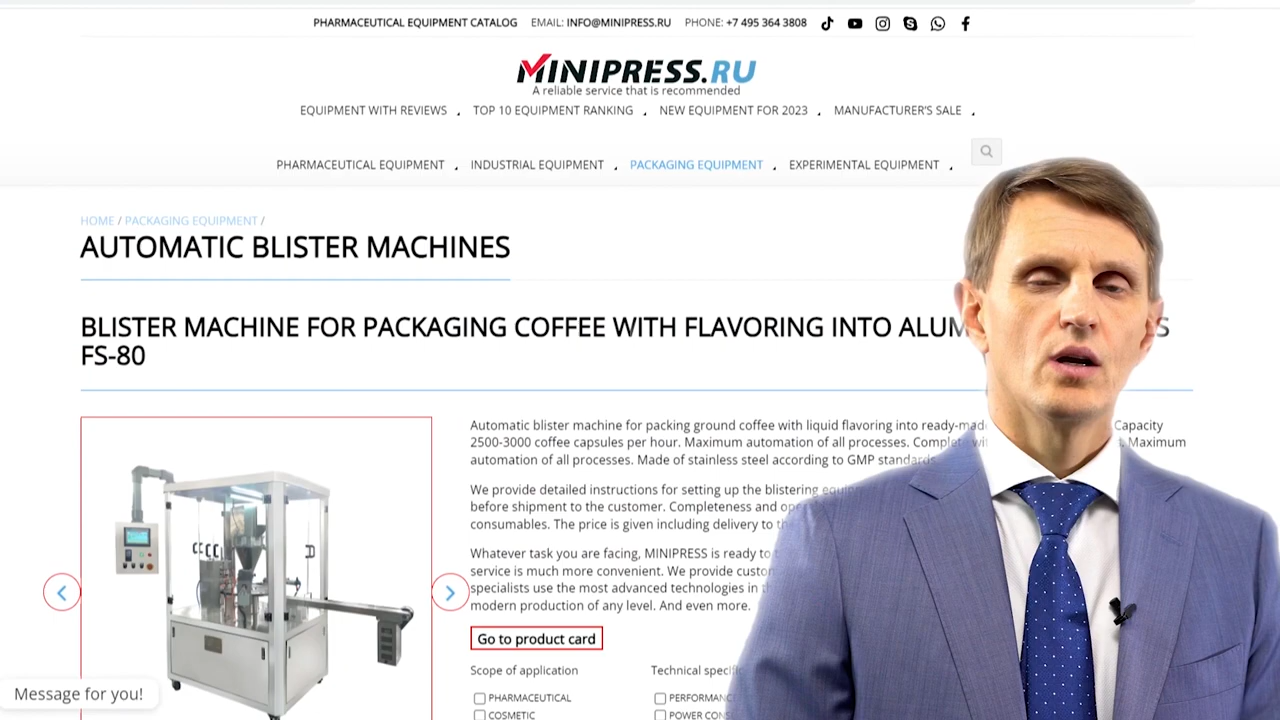 PHARMACEUTICAL EQUIPMENT CATALOG EMAIL: INFO@MINIPRESS.RU PHONE: +7 495 364 3808
MINIPRESS.RU
A reliable service that is recommended
EQUIPMENT WITH REVIEWS TOP 10 EQUIPMENT RANKING NEW EQUIPMENT FOR 2023 MANUFACTURER'S SALE
PHARMACEUTICAL EQUIPMENT INDUSTRIAL EQUIPMENT PACKAGING EQUIPMENT EXPERIMENTAL EQUIPMENT
HOME / PACKAGING EQUIPMENT /
AUTOMATIC BLISTER MACHINES
BLISTER MACHINE FOR PACKAGING COFFEE WITH FLAVORING INTO
FS-80
Automatic blister machine for packing ground coffee with liquid flavoring into Capacity
2500-3000 coffee capsules per hour. Maximum automation of all processes. Maximum
automation of all processes. Made of stainless steel according to GMP standards
We provide detailed instructions for setting up the blistering
before shipment to the customer. Completeness and
consumables. The price is given including delivery to
Whatever task you are facing, MINIPRESS is ready to
service is much more convenient. We provide
specialists use the most advanced technologies in
modern production of any level. And even more.
Go to product card
Scope of application Technical
PHARMACEUTICAL
COSMETIC POWER
Message for you!